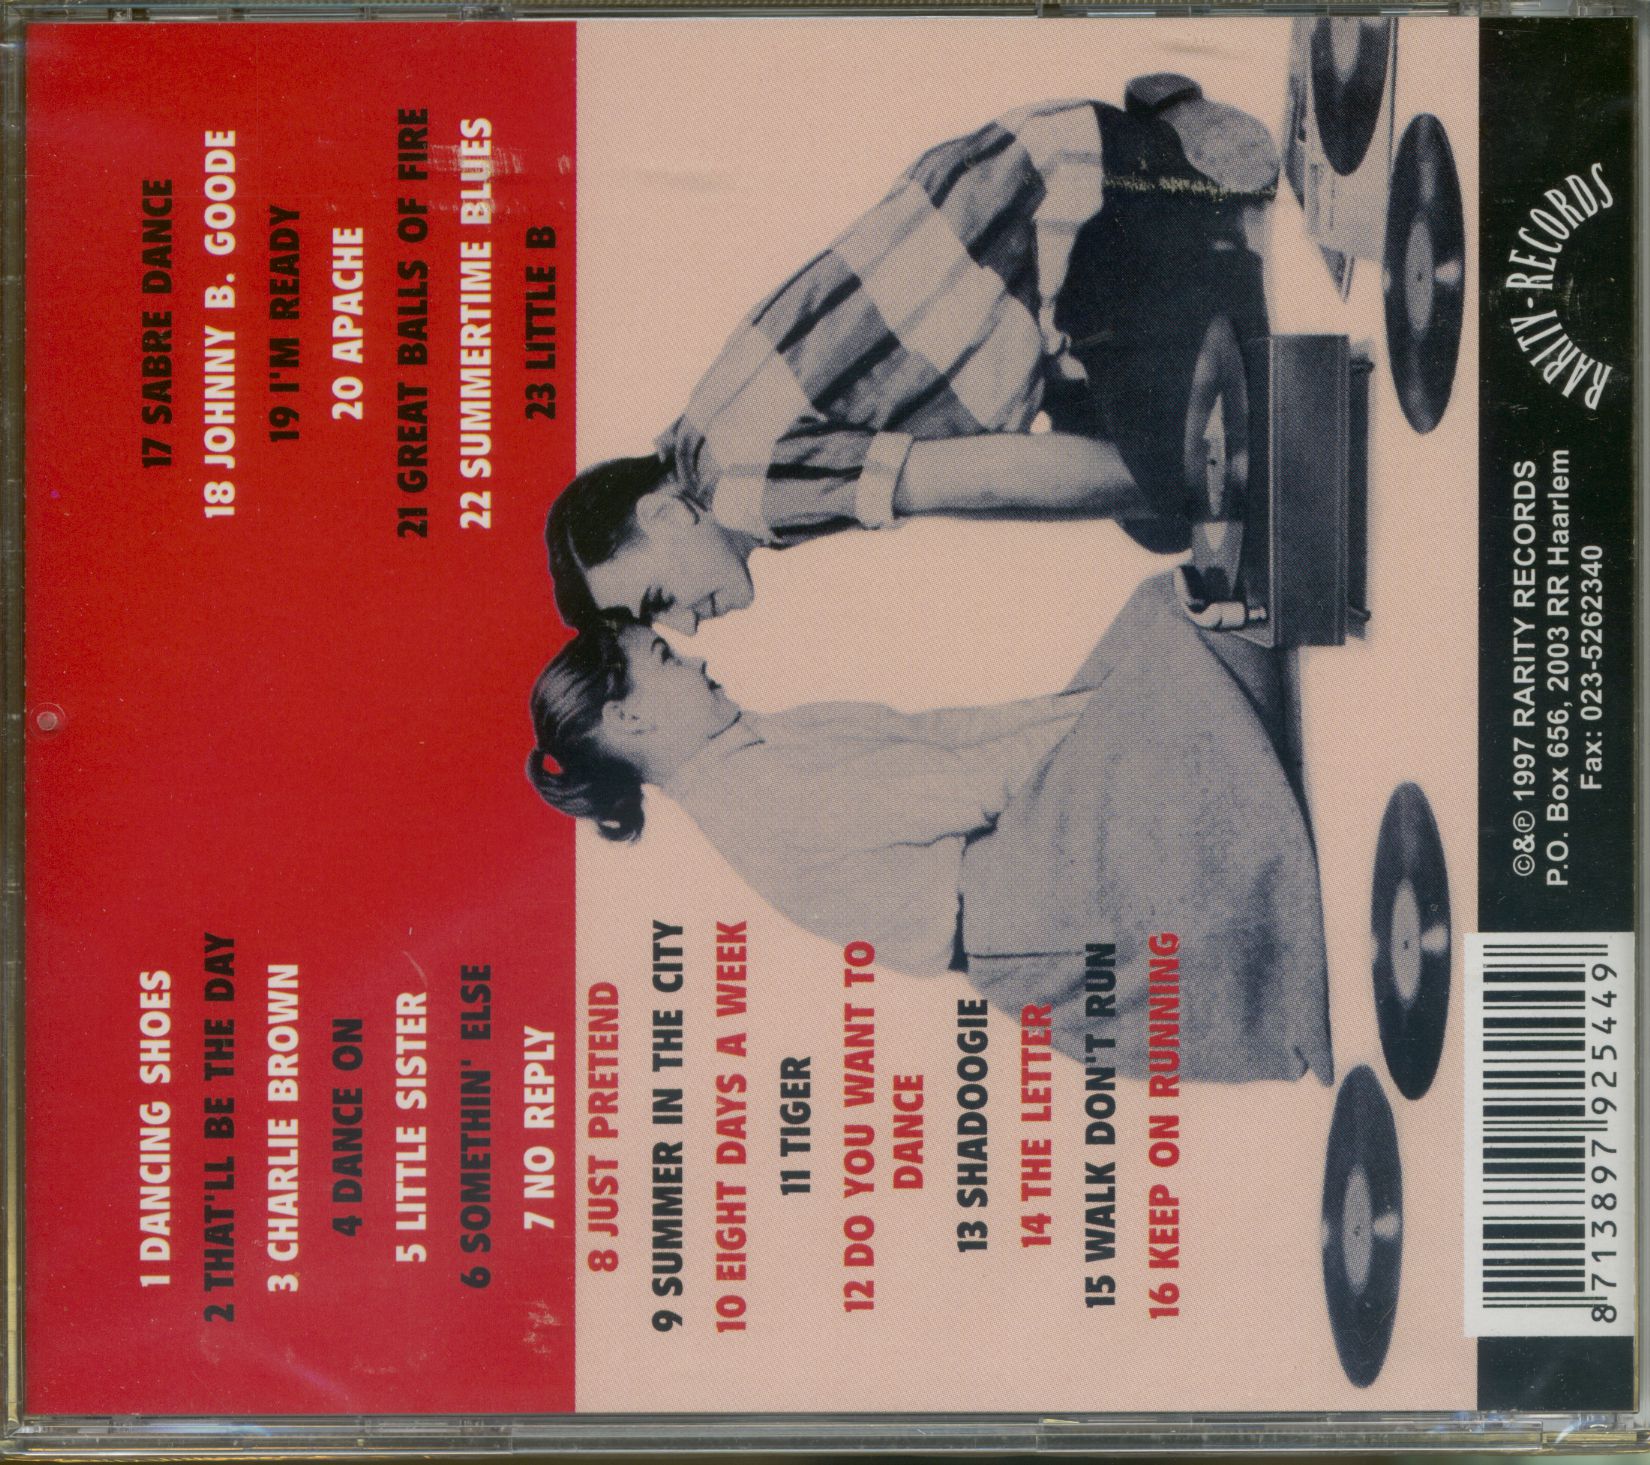 1 DANCING SHOES
2 THAT'LL BE THE DAY
3 CHARLIE BROWN
4 DANCE ON
5 LITTLE SISTER
6 SOMETHIN' ELSE
7 NO REPLY
8 JUST PRETEND
9 SUMMER IN THE CITY
10 EIGHT DAYS A WEEK
11 TIGER
12 DO YOU WANT TO
DANCE
13 SHADOOGIE
14 THE LETTER
15 WALK DON'T RUN
16 KEEP ON RUNNING
17 SABRE DANCE
18 JOHNNY B. GOODE
19 I'M READY
20 APACHE
21 GREAT BALLS OF FIRE
22 SUMMERTIME BLUES
23 LITTLE B
8 713897 925449
©&℗ 1997 RARITY RECORDS
P.O. Box 656, 2003 RR Haarlem
Fax: 023-5262340
RARITY-RECORDS